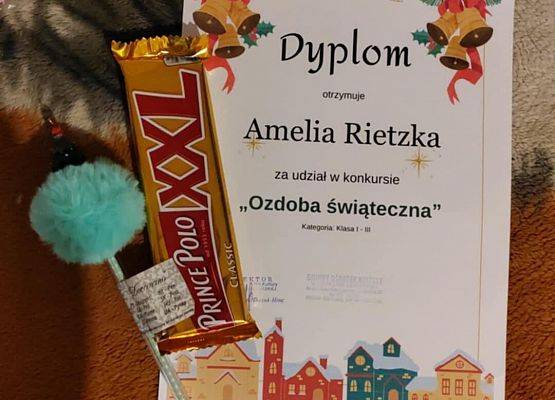 Dyplom
otrzymuje
Amelia Rietzka
za udział w konkursie
„Ozdoba świąteczna”
Kategoria: Klasa I - III
PRINCE POLO XXL
CLASSIC